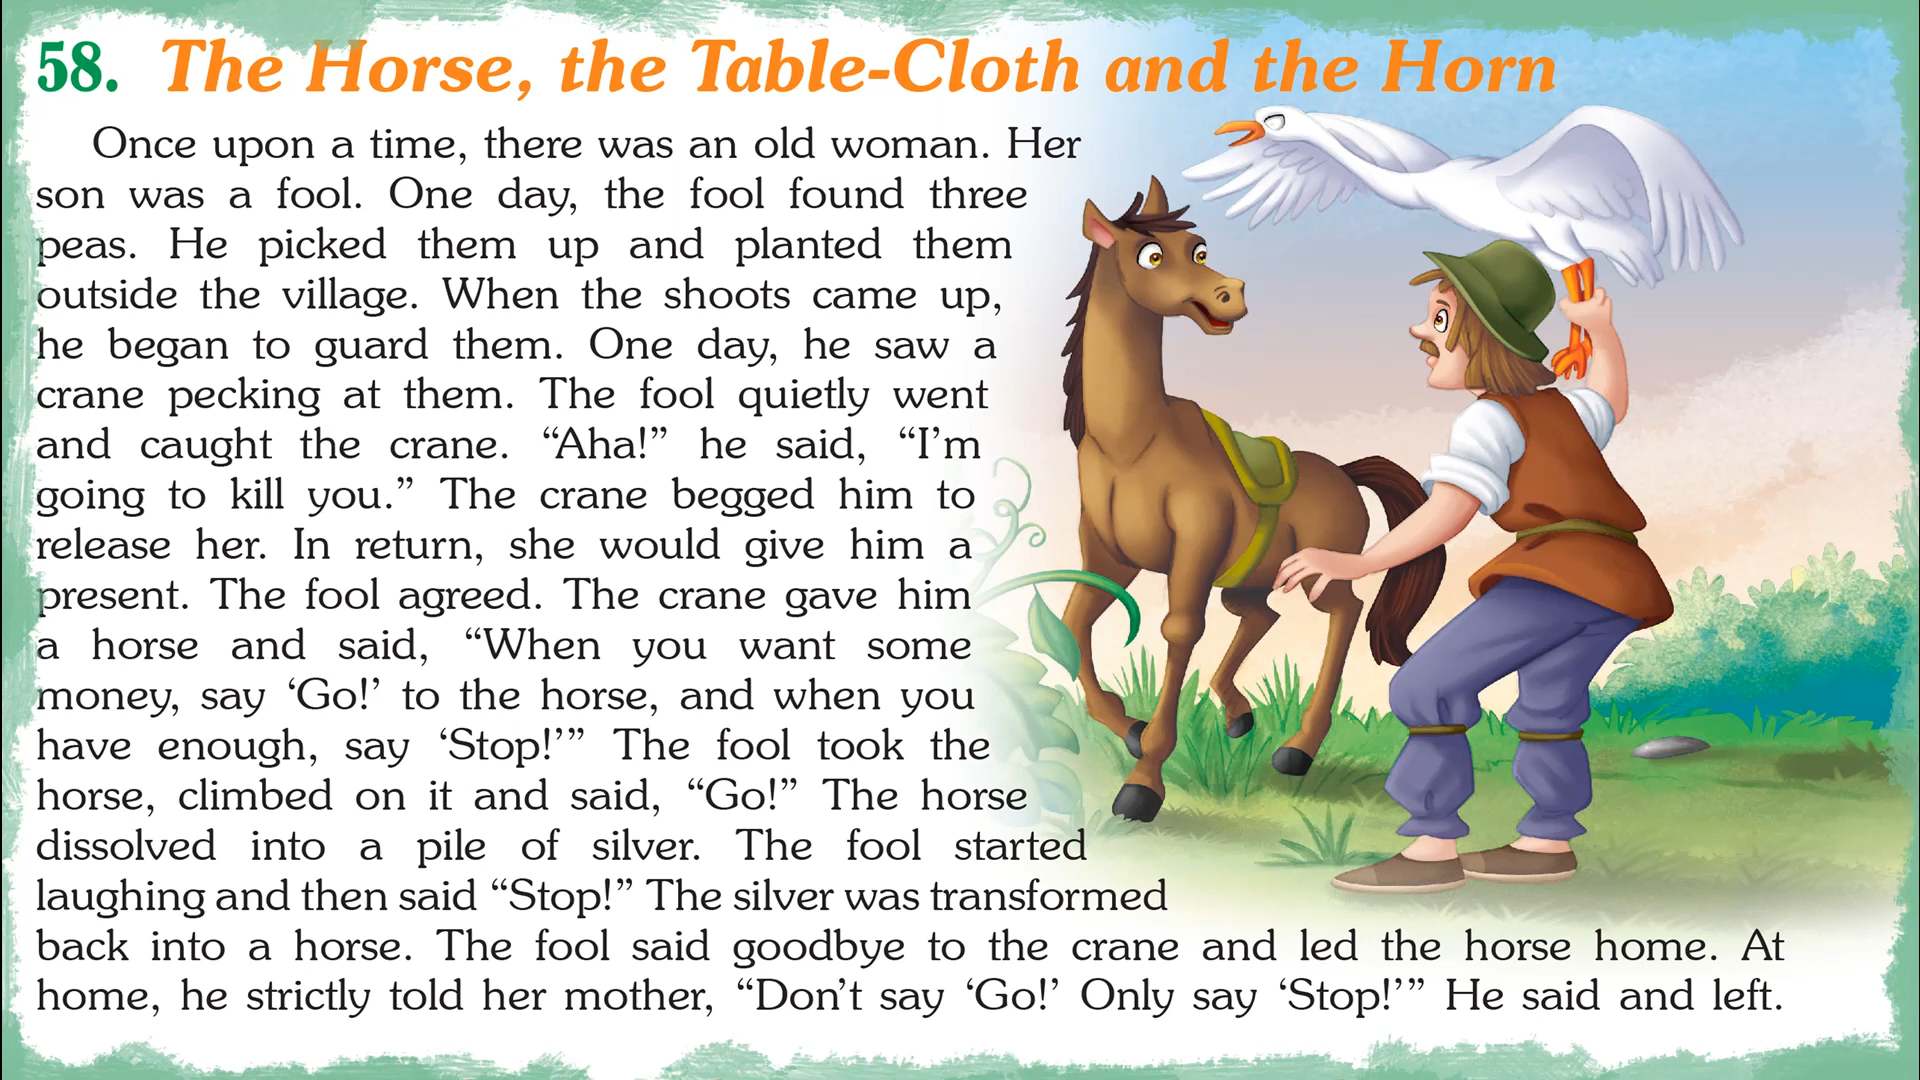 58. The Horse, the Table-Cloth and the Horn
Once upon a time, there was an old woman. Her
son was a fool. One day, the fool found three
peas. He picked them up and planted them
outside the village. When the shoots came up,
he began to guard them. One day, he saw a
crane pecking at them. The fool quietly went
and caught the crane. “Aha!” he said, “I’m
going to kill you.” The crane begged him to
release her. In return, she would give him a
present. The fool agreed. The crane gave him
a horse and said, “When you want some
money, say ‘Go!’ to the horse, and when you
have enough, say ‘Stop!’” The fool took the
horse, climbed on it and said, “Go!” The horse
dissolved into a pile of silver. The fool started
laughing and then said “Stop!” The silver was transformed
back into a horse. The fool said goodbye to the crane and led the horse home. At
home, he strictly told her mother, “Don’t say ‘Go!’ Only say ‘Stop!’” He said and left.